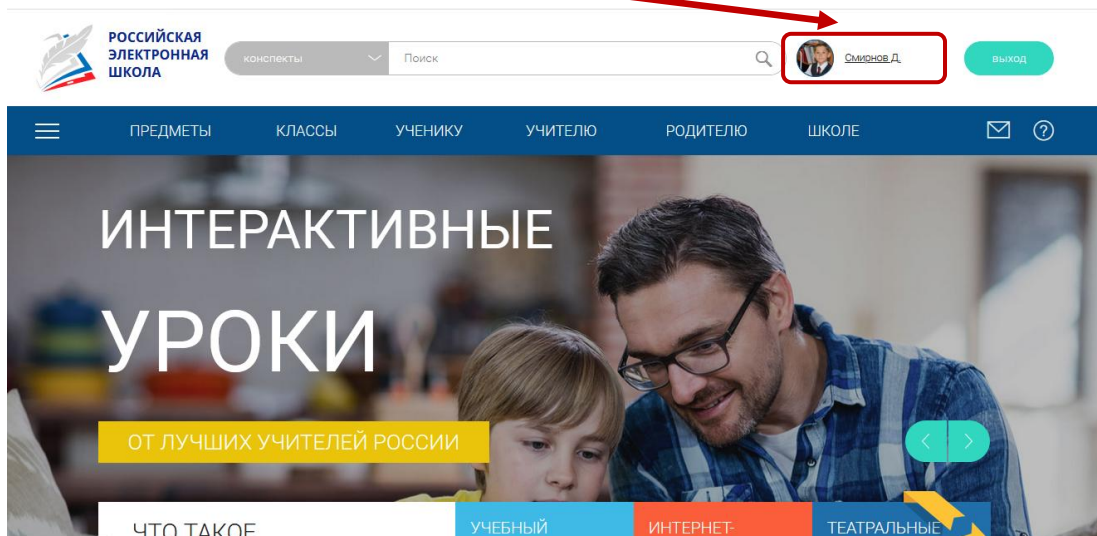 РОССИЙСКАЯ
ЭЛЕКТРОННАЯ
ШКОЛА
конспекты
Поиск
Смирнов Д.
ВЫХОД
ПРЕДМЕТЫ
КЛАССЫ
УЧЕНИКУ
УЧИТЕЛЮ
РОДИТЕЛЮ
ШКОЛЕ
ИНТЕРАКТИВНЫЕ
УРОКИ
ОТ ЛУЧШИХ УЧИТЕЛЕЙ РОССИИ
ЧТО ТАКОЕ
УЧЕБНЫЙ
ИНТЕРНЕТ-
ТЕАТРАЛЬНЫЕ